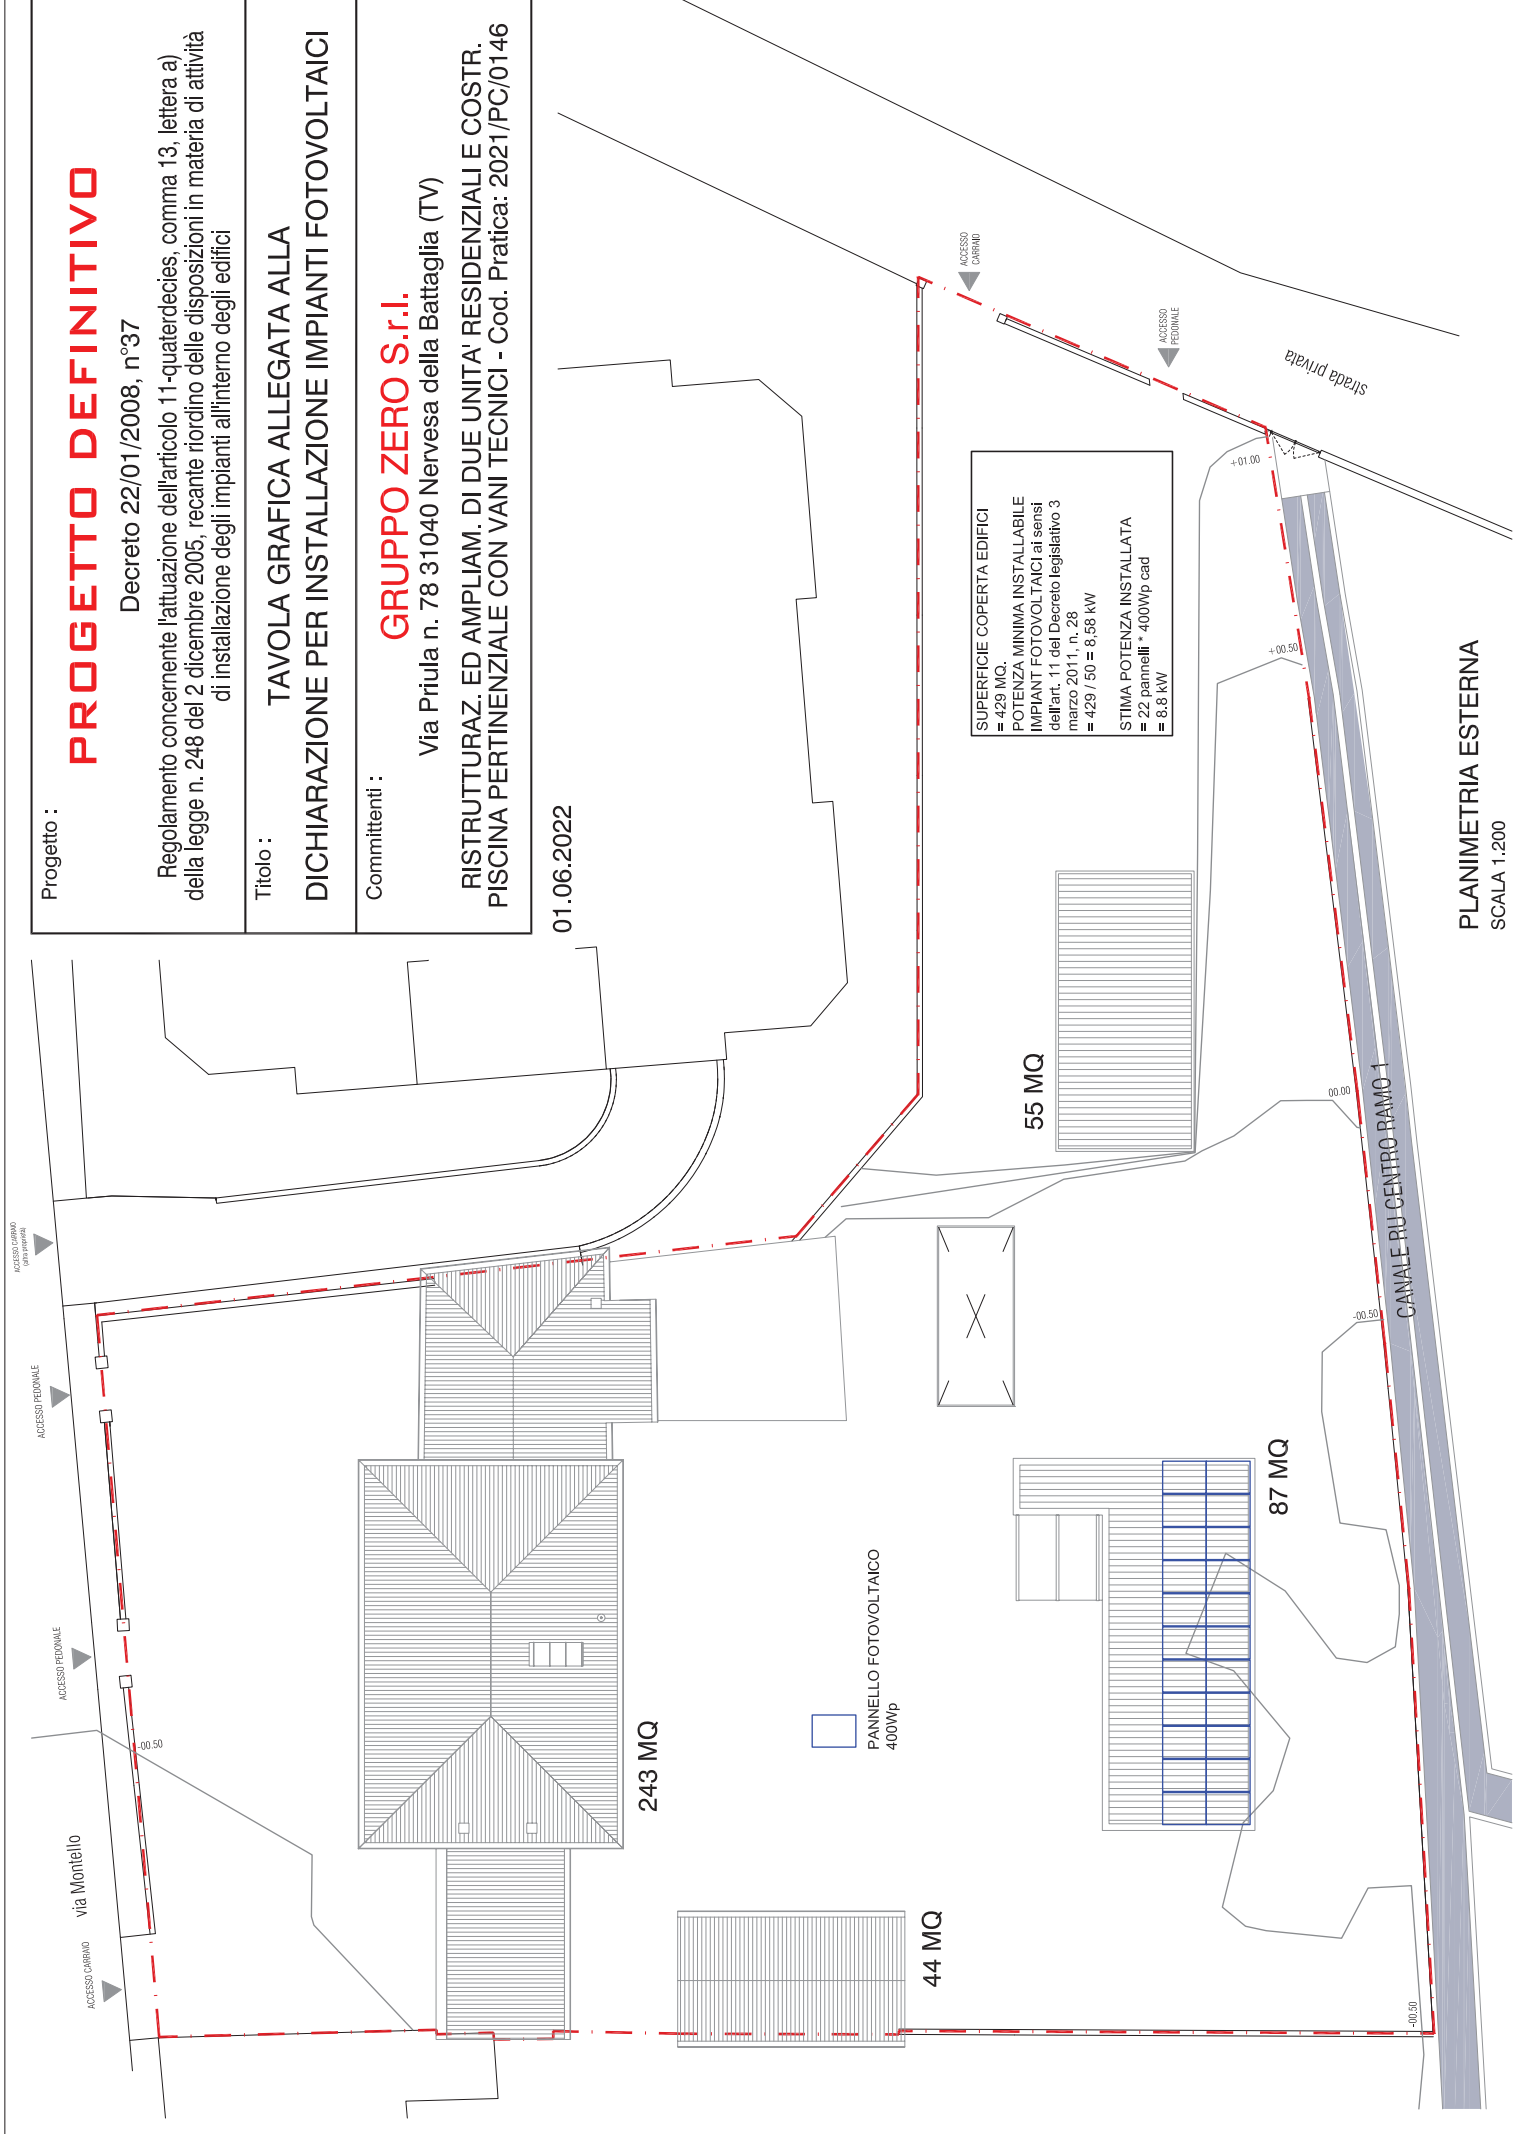 Progetto :
PROGETTO DEFINITIVO
Decreto 22/01/2008, n°37
Regolamento concernente l'attuazione dell'articolo 11-quaterdecies, comma 13, lettera a)
della legge n. 248 del 2 dicembre 2005, recante riordino delle disposizioni in materia di attività
di installazione degli impianti all'interno degli edifici
Titolo :
TAVOLA GRAFICA ALLEGATA ALLA
DICHIARAZIONE PER INSTALLAZIONE IMPIANTI FOTOVOLTAICI
Committenti :
GRUPPO ZERO S.r.l.
Via Priula n. 78 31040 Nervesa della Battaglia (TV)
RISTRUTTURAZ. ED AMPLIAM. DI DUE UNITA' RESIDENZIALI E COSTR.
PISCINA PERTINENZIALE CON VANI TECNICI - Cod. Pratica: 2021/PC/0146
01.06.2022
ACCESSO CARRAIO
(altra proprietà)
ACCESSO PEDONALE
ACCESSO PEDONALE
-00.50
via Montello
ACCESSO CARRAIO
243 MQ
44 MQ
PANNELLO FOTOVOLTAICO
400Wp
87 MQ
55 MQ
ACCESSO
CARRAIO
ACCESSO
PEDONALE
strada privata
SUPERFICIE COPERTA EDIFICI
= 429 MQ.
POTENZA MINIMA INSTALLABILE
IMPIANT FOTOVOLTAICI ai sensi
dell'art. 11 del Decreto legislativo 3
marzo 2011, n. 28
= 429 / 50 = 8,58 kW
STIMA POTENZA INSTALLATA
= 22 pannelli * 400Wp cad
= 8.8 kW
+01.00
+00.50
00.00
-00.50
-00.50
CANALE RU CENTRO RAMO 1
PLANIMETRIA ESTERNA
SCALA 1.200